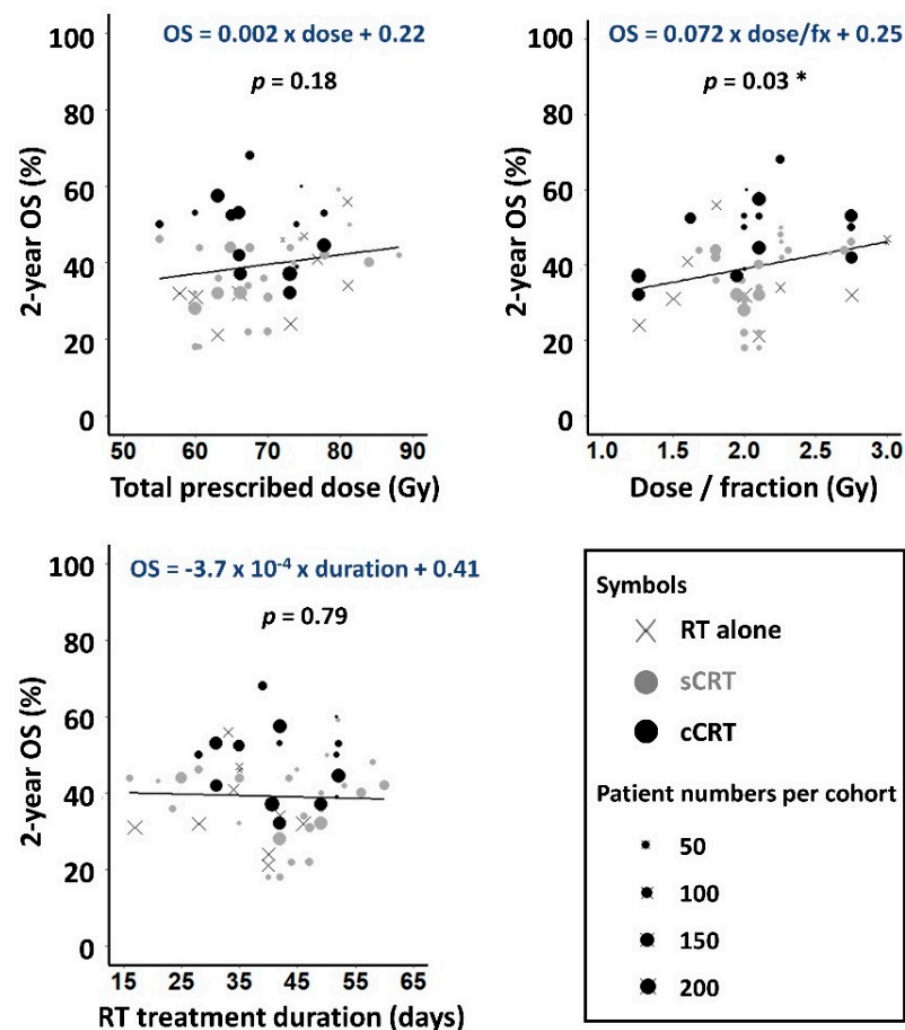 OS = 0.002 x dose + 0.22
p = 0.18
2-year OS (%)
100
80
60
40
20
0
50 60 70 80 90
Total prescribed dose (Gy)
OS = 0.072 x dose/fx + 0.25
p = 0.03 *
2-year OS (%)
100
80
60
40
20
0
1.0 2.0 3.0
Dose / fraction (Gy)
OS = -3.7 x 10⁻⁴ x duration + 0.41
p = 0.79
2-year OS (%)
100
80
60
40
20
0
15 25 35 45 55 65
RT treatment duration (days)
Symbols
RT alone
sCRT
cCRT
Patient numbers per cohort
50
100
150
200